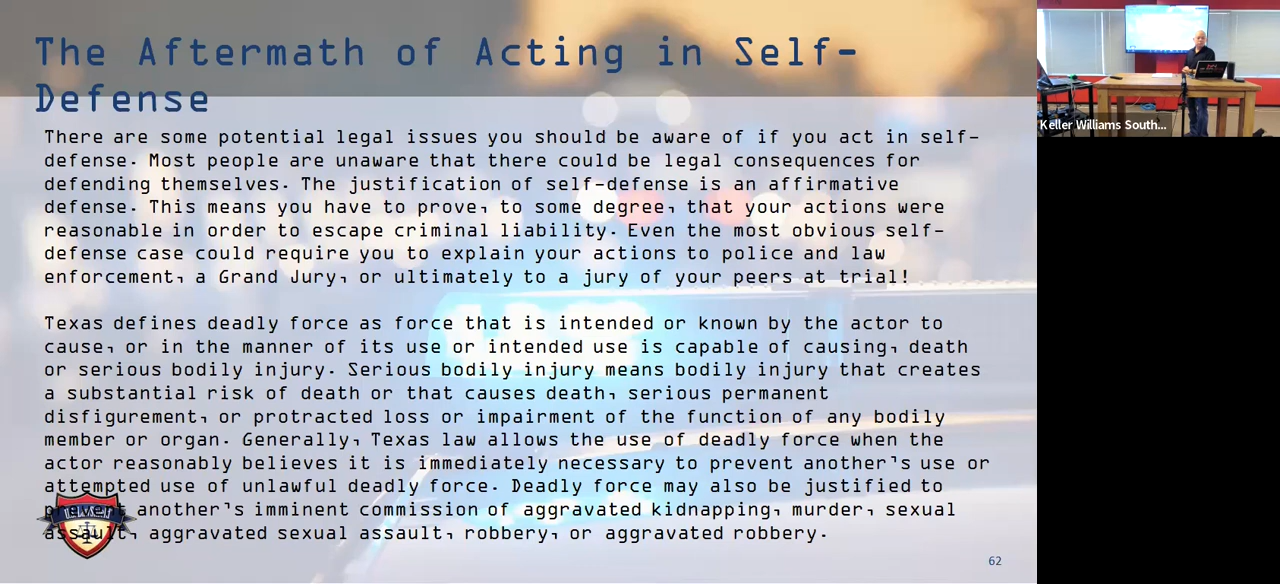 The Aftermath of Acting in Self-
Defense
There are some potential legal issues you should be aware of if you act in self-
defense. Most people are unaware that there could be legal consequences for
defending themselves. The justification of self-defense is an affirmative
defense. This means you have to prove, to some degree, that your actions were
reasonable in order to escape criminal liability. Even the most obvious self-
defense case could require you to explain your actions to police and law
enforcement, a Grand Jury, or ultimately to a jury of your peers at trial!
Texas defines deadly force as force that is intended or known by the actor to
cause, or in the manner of its use or intended use is capable of causing, death
or serious bodily injury. Serious bodily injury means bodily injury that creates
a substantial risk of death or that causes death, serious permanent
disfigurement, or protracted loss or impairment of the function of any bodily
member or organ. Generally, Texas law allows the use of deadly force when the
actor reasonably believes it is immediately necessary to prevent another's use or
attempted use of unlawful deadly force. Deadly force may also be justified to
prevent another's imminent commission of aggravated kidnapping, murder, sexual
assault, aggravated sexual assault, robbery, or aggravated robbery.
62
Keller Williams South...